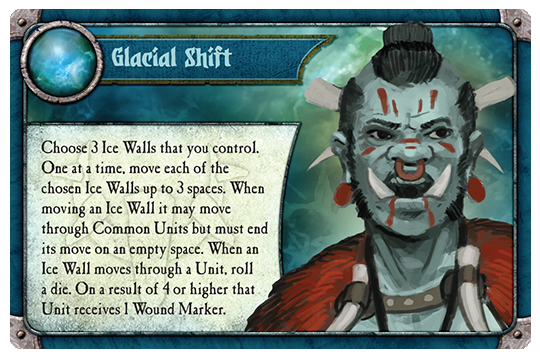 Glacial Shift
Choose 3 Ice Walls that you control.
One at a time, move each of the
chosen Ice Walls up to 3 spaces. When
moving an Ice Wall it may move
through Common Units but must end
its move on an empty space. When an
Ice Wall moves through a Unit, roll
a die. On a result of 4 or higher that
Unit receives 1 Wound Marker.